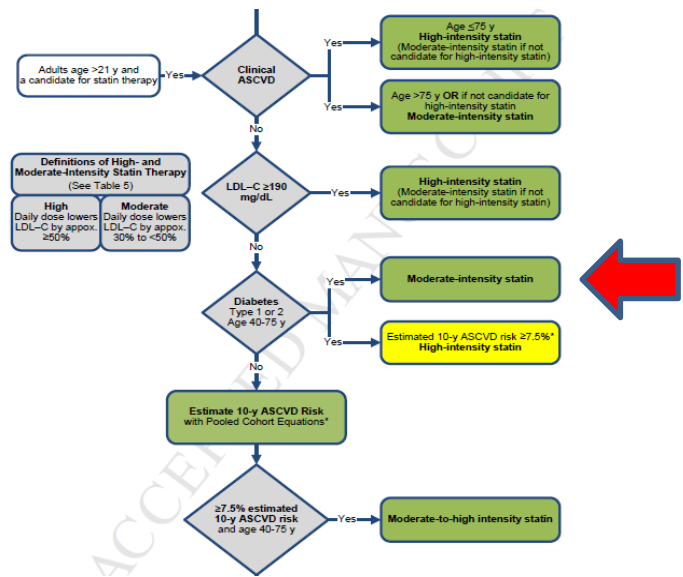 Adults age >21 y and
a candidate for statin therapy
Yes
Clinical
ASCVD
Yes
Age ≤75 y
High-intensity statin
(Moderate-intensity statin if not
candidate for high-intensity statin)
Yes
Age >75 y OR if not candidate for
high-intensity statin
Moderate-intensity statin
No
Definitions of High- and
Moderate-Intensity Statin Therapy
(See Table 5)
High
Daily dose lowers
LDL–C by appox.
≥50%
Moderate
Daily dose lowers
LDL–C by appox.
30% to <50%
LDL–C ≥190
mg/dL
Yes
High-intensity statin
(Moderate-intensity statin if not
candidate for high-intensity statin)
No
Diabetes
Type 1 or 2
Age 40-75 y
Yes
Moderate-intensity statin
Yes
Estimated 10-y ASCVD risk ≥7.5%*
High-intensity statin
No
Estimate 10-y ASCVD Risk
with Pooled Cohort Equations*
≥7.5% estimated
10-y ASCVD risk
and age 40-75 y
Yes
Moderate-to-high intensity statin